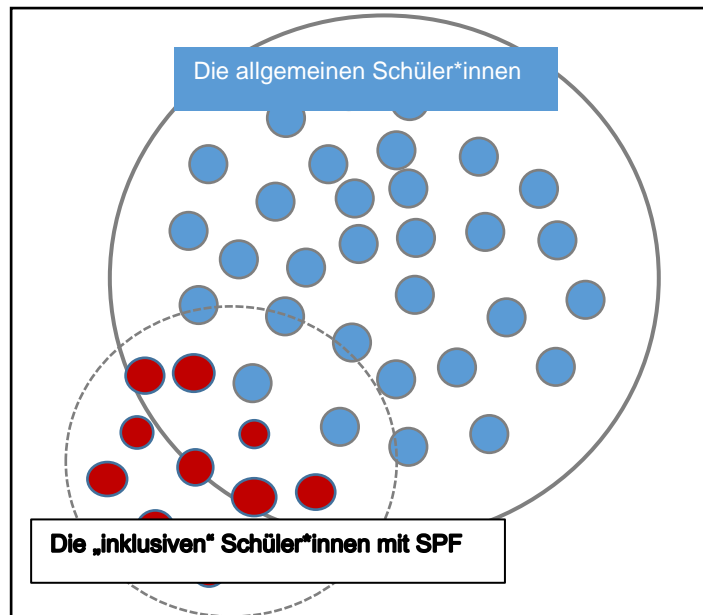 Die allgemeinen Schüler*innen
Die „inklusiven“ Schüler*innen mit SPF